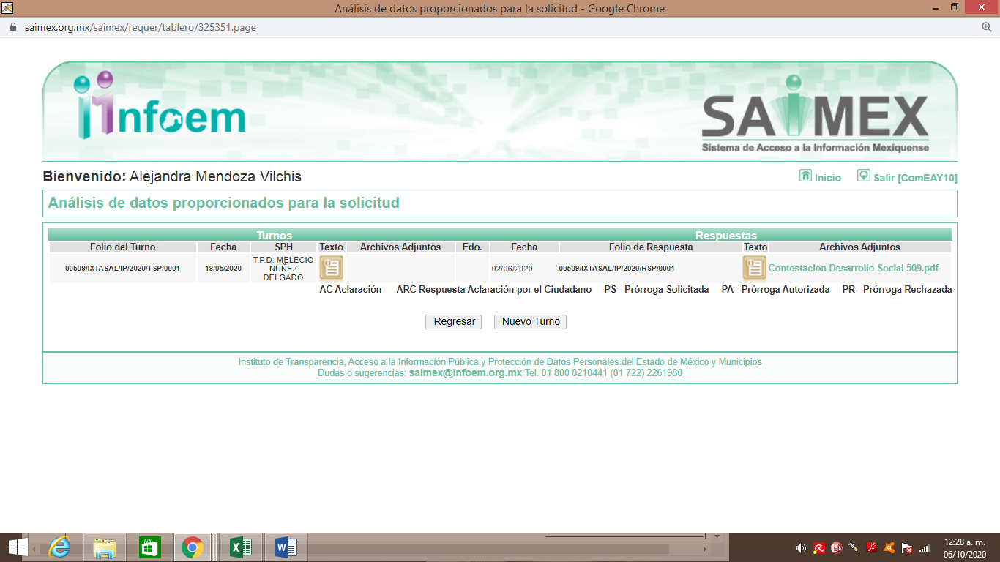 Análisis de datos proporcionados para la solicitud - Google Chrome
saimex.org.mx/saimex/requer/tablero/325351.page
infoem
SAIMEX
Sistema de Acceso a la Información Mexiquense
Bienvenido: Alejandra Mendoza Vilchis
Inicio Salir [ComEAY10]
Análisis de datos proporcionados para la solicitud
Turnos Respuestas
Folio del Turno Fecha SPH Texto Archivos Adjuntos Edo. Fecha Folio de Respuesta Texto Archivos Adjuntos
00509/IXTASAL/IP/2020/TSP/0001 18/05/2020 T.P.D. MELECIO NUÑEZ DELGADO 02/06/2020 00509/IXTASAL/IP/2020/RSP/0001 Contestacion Desarrollo Social 509.pdf
AC Aclaración ARC Respuesta Aclaración por el Ciudadano PS - Prórroga Solicitada PA - Prórroga Autorizada PR - Prórroga Rechazada
Regresar Nuevo Turno
Instituto de Transparencia, Acceso a la Información Pública y Protección de Datos Personales del Estado de México y Municipios
Dudas o sugerencias: saimex@infoem.org.mx Tel. 01 800 8210441 (01 722) 2261980
12:28 a. m.
06/10/2020